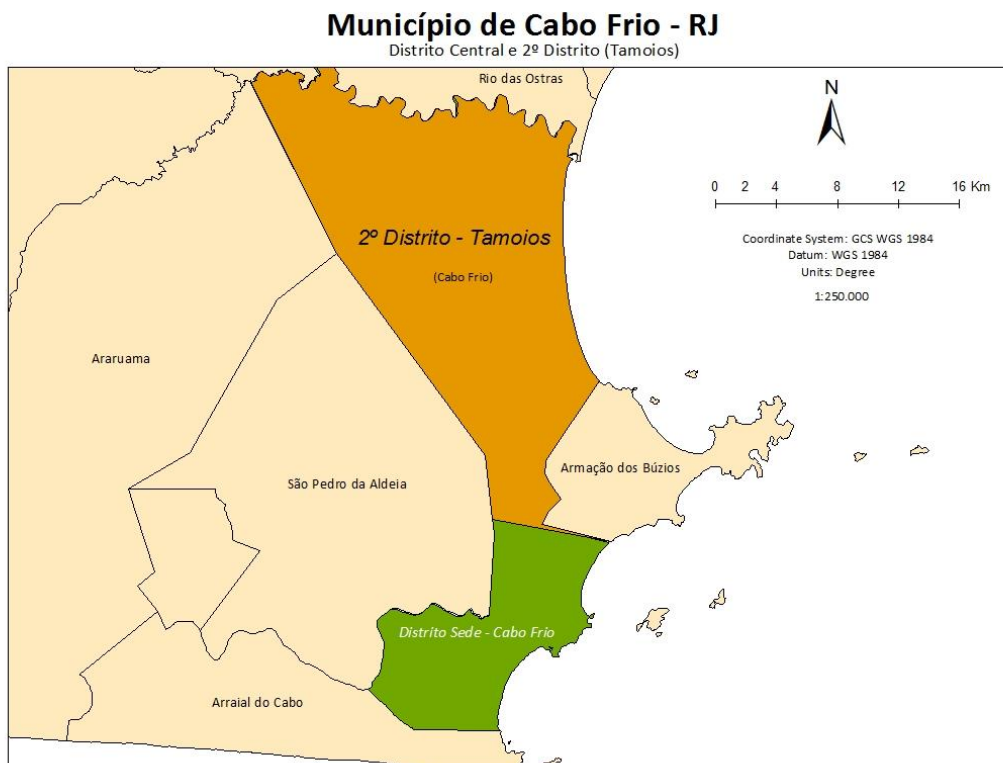 Município de Cabo Frio - RJ
Distrito Central e 2º Distrito (Tamoios)
Rio das Ostras
N
0 2 4 8 12 16 Km
2º Distrito - Tamoios
(Cabo Frio)
Coordinate System: GCS WGS 1984
Datum: WGS 1984
Units: Degree
1:250.000
Araruama
São Pedro da Aldeia
Armação dos Búzios
Distrito Sede - Cabo Frio
Arraial do Cabo